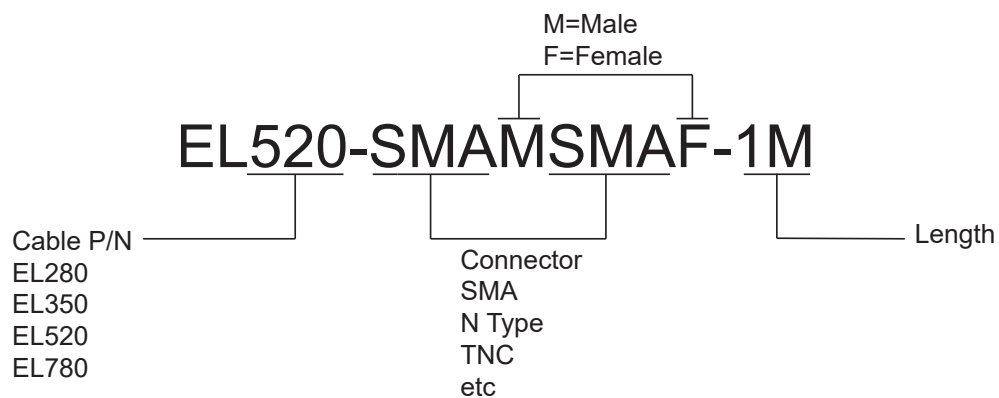 M=Male
F=Female
EL520-SMAMSMAF-1M
Cable P/N
EL280
EL350
EL520
EL780
Connector
SMA
N Type
TNC
etc
Length